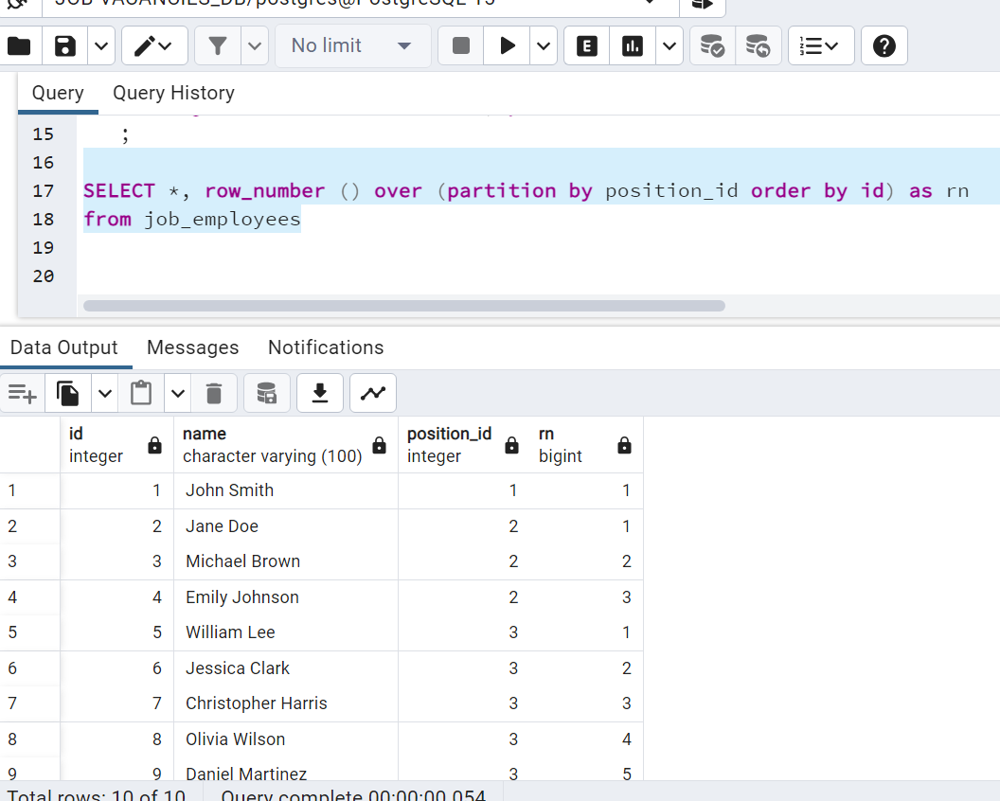 JOB VACANCIES_DB/postgres@PostgreSQL 15
No limit
E
Query Query History
15 ;
16
17 SELECT *, row_number () over (partition by position_id order by id) as rn
18 from job_employees
19
20
Data Output Messages Notifications
id name position_id rn
integer character varying (100) integer bigint
1 1 John Smith 1 1
2 2 Jane Doe 2 1
3 3 Michael Brown 2 2
4 4 Emily Johnson 2 3
5 5 William Lee 3 1
6 6 Jessica Clark 3 2
7 7 Christopher Harris 3 3
8 8 Olivia Wilson 3 4
9 9 Daniel Martinez 3 5
Total rows: 10 of 10 Query complete 00:00:00.054